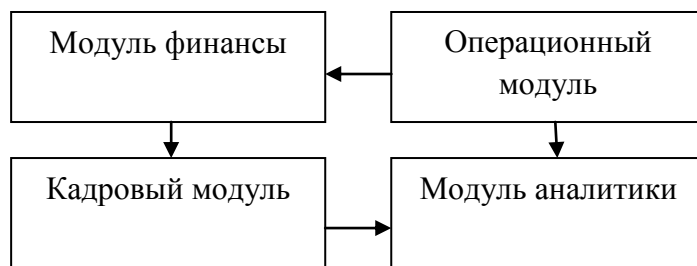 Модуль финансы
Операционный
модуль
Кадровый модуль
Модуль аналитики